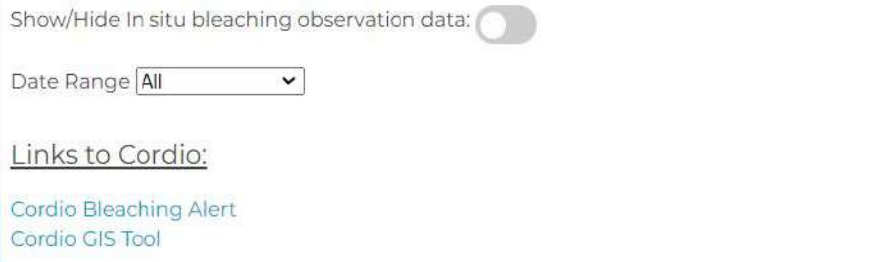 Show/Hide In situ bleaching observation data:
Date Range All
Links to Cordio:
Cordio Bleaching Alert
Cordio GIS Tool